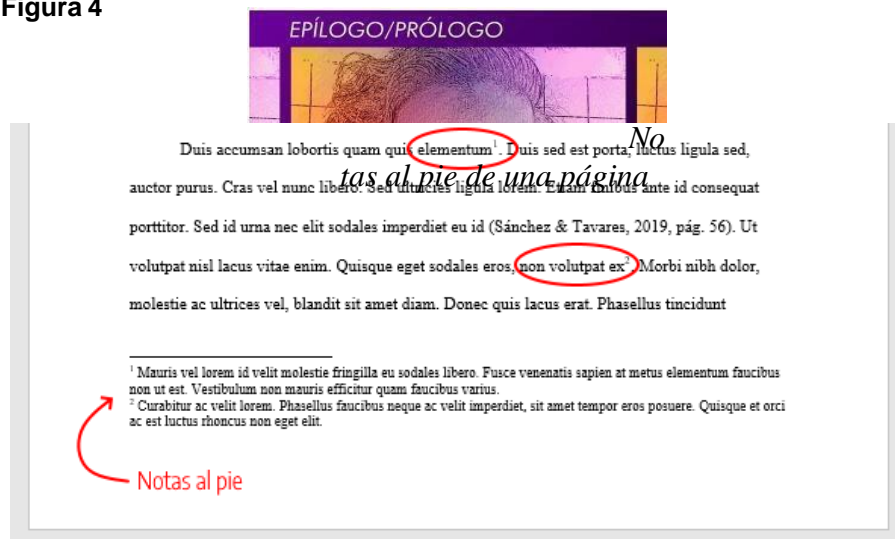 Figura 4
EPÍLOGO/PRÓLOGO
No
tas al pie de una página
Duis accumsan lobortis quam quis elementum¹. Duis sed est porta, luctus ligula sed,
auctor purus. Cras vel nunc libero. Sed ultricies ligula lorem. Etiam finibus ante id consequat
porttitor. Sed id urna nec elit sodales imperdiet eu id (Sánchez & Tavares, 2019, pág. 56). Ut
volutpat nisl lacus vitae enim. Quisque eget sodales eros, non volutpat ex². Morbi nibh dolor,
molestie ac ultrices vel, blandit sit amet diam. Donec quis lacus erat. Phasellus tincidunt
¹ Mauris vel lorem id velit molestie fringilla eu sodales libero. Fusce venenatis sapien at metus elementum faucibus
non ut est. Vestibulum non mauris efficitur quam faucibus varius.
² Curabitur ac velit lorem. Phasellus faucibus neque ac velit imperdiet, sit amet tempor eros posuere. Quisque et orci
ac est luctus rhoncus non eget elit.
Notas al pie